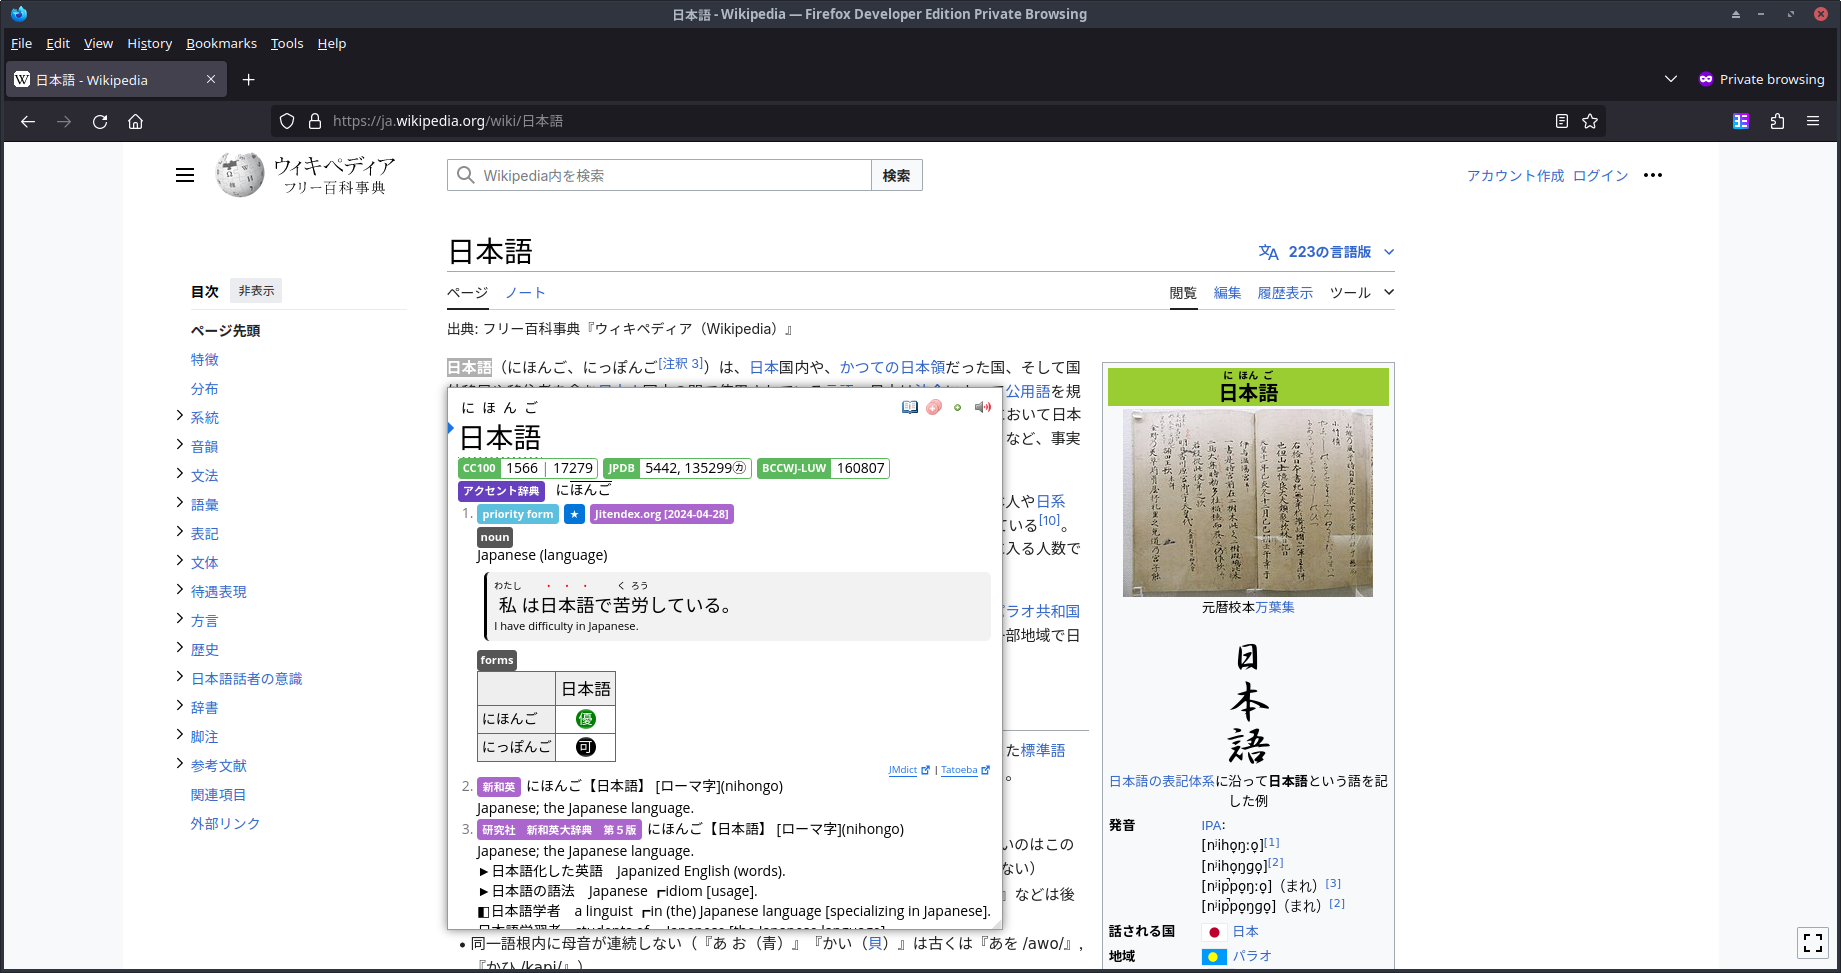 日本語 - Wikipedia — Firefox Developer Edition Private Browsing
File Edit View History Bookmarks Tools Help
日本語 - Wikipedia
Private browsing
https://ja.wikipedia.org/wiki/日本語
ウィキペディア
フリー百科事典
Wikipedia内を検索
検索
アカウント作成 ログイン
日本語
223の言語版
目次 非表示
ページ先頭
特徴
分布
系統
音韻
文法
語彙
表記
文体
待遇表現
方言
歴史
日本語話者の意識
辞書
脚注
参考文献
関連項目
外部リンク
ページ ノート
閲覧 編集 履歴表示 ツール
出典: フリー百科事典『ウィキペディア（Wikipedia）』
日本語（にほんご、にっぽんご[注釈 3]）は、日本国内や、かつての日本領だった国、そして国
公用語を規
おいて日本
など、事実
人や日系
ている[10]。
入る人数で
ラオ共和国
部地域で日
た標準語
。
いのはこの
ない）
』などは後
にほんご
日本語
CC100 1566 | 17279 JPDB 5442, 135299㋕ BCCWJ-LUW 160807
アクセント辞典 にほんご
1. priority form ★ Jitendex.org [2024-04-28]
noun
Japanese (language)
わたし ・・・ くろう
私は日本語で苦労している。
I have difficulty in Japanese.
forms
日本語
にほんご 優
にっぽんご 可
JMdict | Tatoeba
2. 新和英 にほんご【日本語】 [ローマ字](nihongo)
Japanese; the Japanese language.
3. 研究社 新和英大辞典 第５版 にほんご【日本語】 [ローマ字](nihongo)
Japanese; the Japanese language.
►日本語化した英語 Japanized English (words).
►日本語の語法 Japanese ┏idiom [usage].
◧日本語学者 a linguist ┏in (the) Japanese language [specializing in Japanese].
• 同一語根内に母音が連続しない（『あお（青）』『かい（貝）』は古くは『あを /awo/』,
『かひ /kapi/』）
にほんご
日本語
元暦校本万葉集
日本語
日本語の表記体系に沿って日本語という語を記
した例
発音 IPA:
[nʲiho̞ŋːo̞][1]
[nʲiho̞ŋɡo̞][2]
[nʲip̚po̞ŋːo̞]（まれ）[3]
[nʲip̚po̞ŋɡo̞]（まれ）[2]
話される国 日本
地域 パラオ